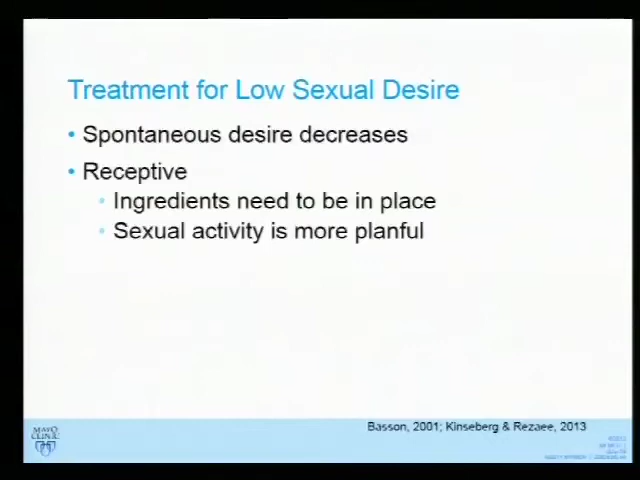 Treatment for Low Sexual Desire
• Spontaneous desire decreases
• Receptive
• Ingredients need to be in place
• Sexual activity is more planful
Basson, 2001; Kinseberg & Rezaee, 2013
MAYO
CLINIC